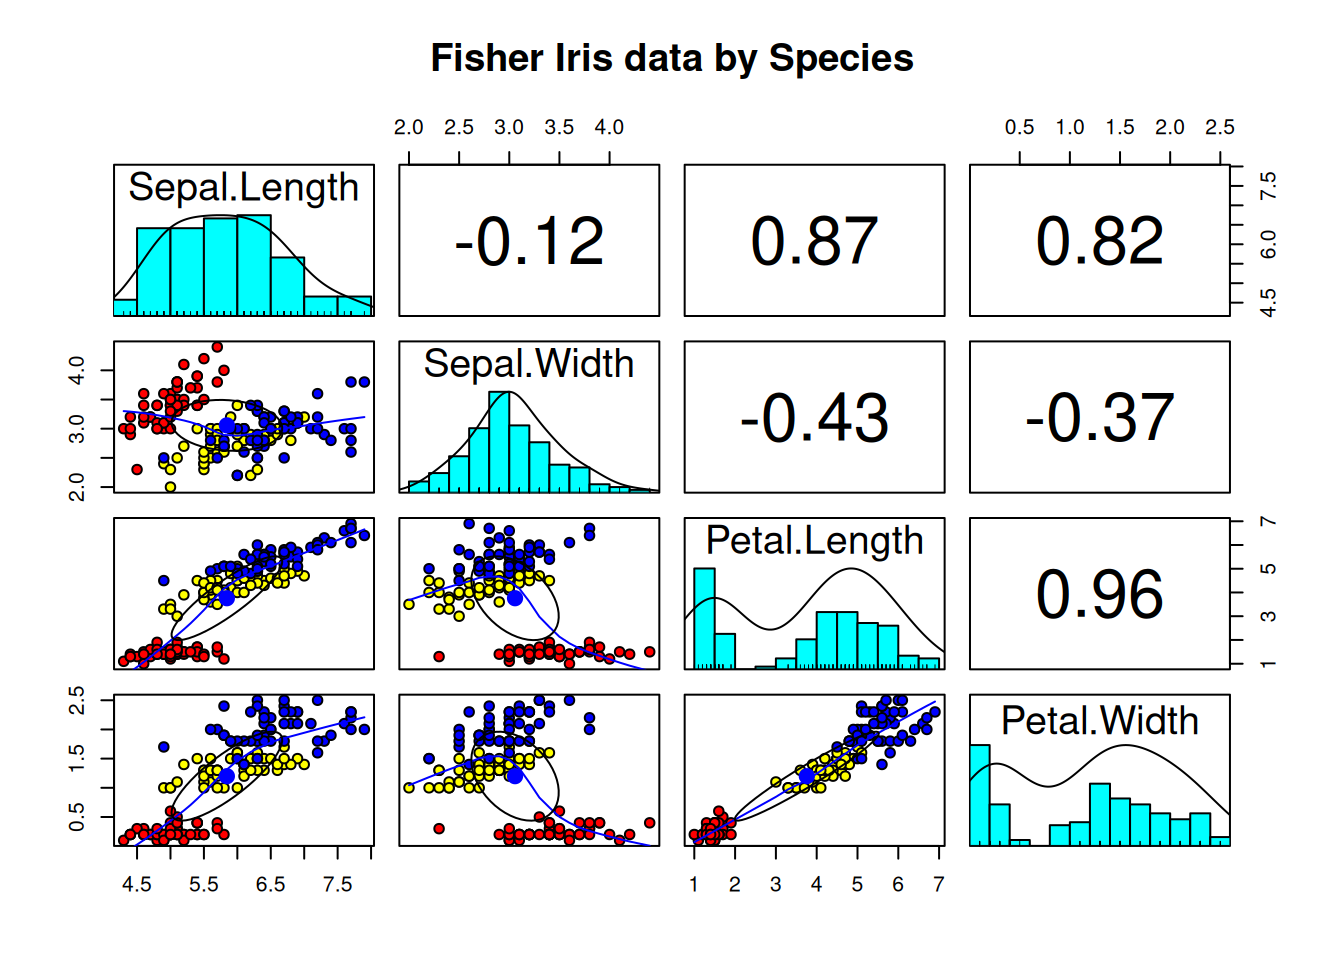 Fisher Iris data by Species
2.0 2.5 3.0 3.5 4.0
0.5 1.0 1.5 2.0 2.5
Sepal.Length
-0.12
0.87
0.82
4.5 6.0 7.5
2.0 3.0 4.0
Sepal.Width
-0.43
-0.37
Petal.Length
0.96
1 3 5 7
0.5 1.5 2.5
Petal.Width
4.5 5.5 6.5 7.5
1 2 3 4 5 6 7